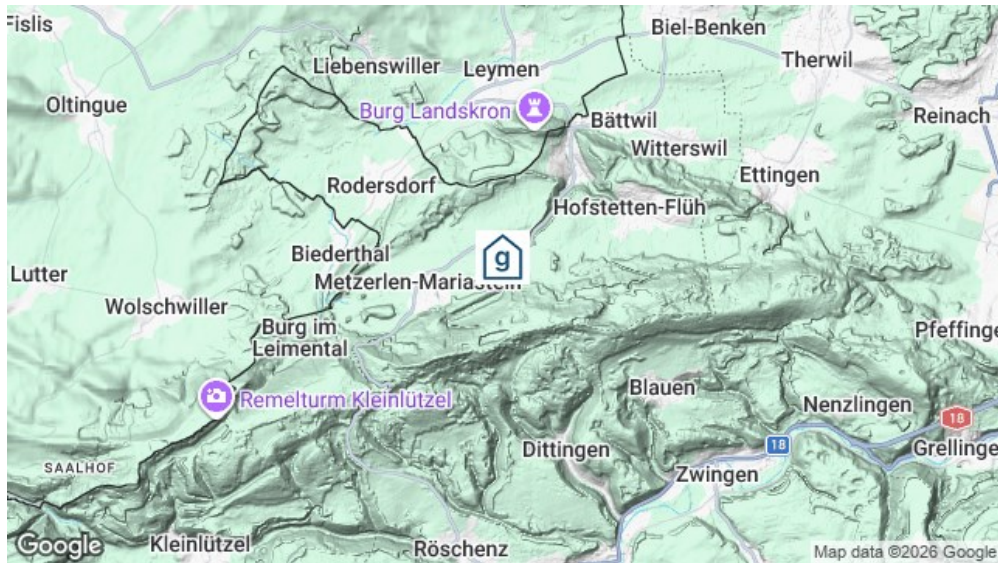 Fislis
Biel-Benken
Liebenswiller
Leymen
Therwil
Oltingue
Burg Landskron
Bättwil
Reinach
Witterswil
Rodersdorf
Ettingen
Hofstetten-Flüh
Biederthal
g
Lutter
Metzerlen-Mariastein
Wolschwiller
Burg im
Leimental
Pfeffinge
Remelturm Kleinlützel
Blauen
Nenzlingen
18
Dittingen
18
Grellinge
SAALHOF
Zwingen
Google
Kleinlützel
Röschenz
Map data ©2026 Google